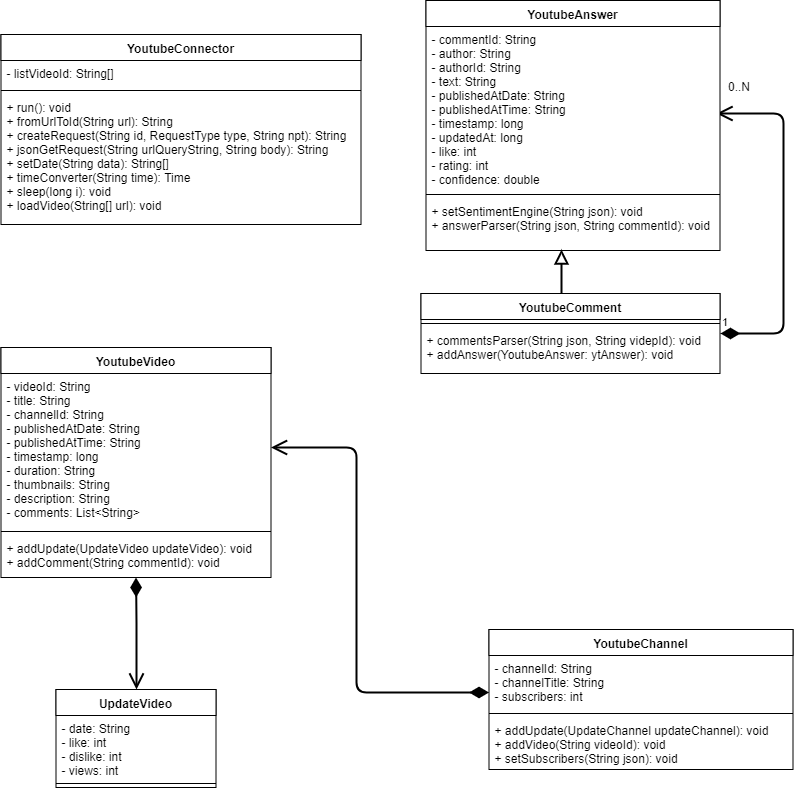 YoutubeConnector
- listVideoId: String[]
+ run(): void
+ fromUrlToId(String url): String
+ createRequest(String id, RequestType type, String npt): String
+ jsonGetRequest(String urlQueryString, String body): String
+ setDate(String data): String[]
+ timeConverter(String time): Time
+ sleep(long i): void
+ loadVideo(String[] url): void
YoutubeAnswer
- commentId: String
- author: String
- authorId: String
- text: String
- publishedAtDate: String
- publishedAtTime: String
- timestamp: long
- updatedAt: long
- like: int
- rating: int
- confidence: double
+ setSentimentEngine(String json): void
+ answerParser(String json, String commentId): void
0..N
YoutubeComment
1
+ commentsParser(String json, String videpId): void
+ addAnswer(YoutubeAnswer: ytAnswer): void
YoutubeVideo
- videoId: String
- title: String
- channelId: String
- publishedAtDate: String
- publishedAtTime: String
- timestamp: long
- duration: String
- thumbnails: String
- description: String
- comments: List<String>
+ addUpdate(UpdateVideo updateVideo): void
+ addComment(String commentId): void
UpdateVideo
- date: String
- like: int
- dislike: int
- views: int
YoutubeChannel
- channelId: String
- channelTitle: String
- subscribers: int
+ addUpdate(UpdateChannel updateChannel): void
+ addVideo(String videoId): void
+ setSubscribers(String json): void